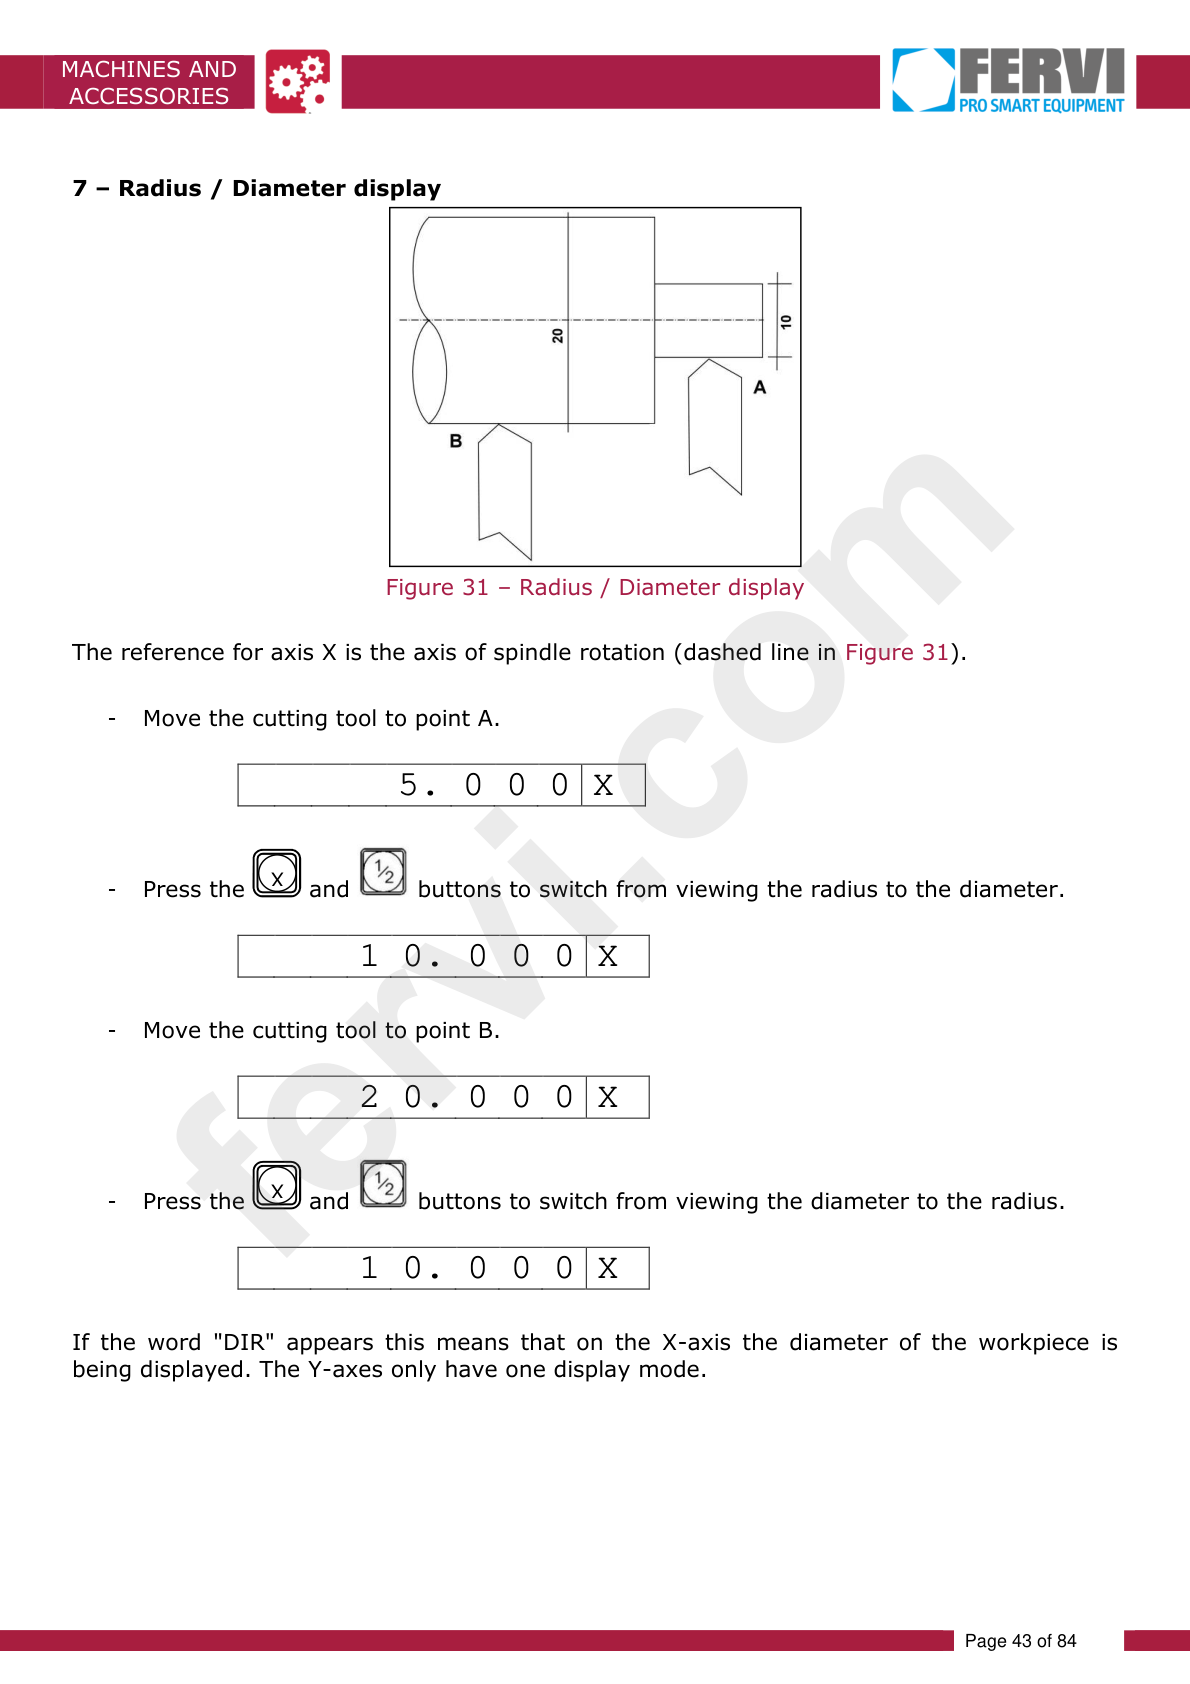 MACHINES AND
ACCESSORIES
FERVI
PRO SMART EQUIPMENT
7 – Radius / Diameter display
20
10
A
B
Figure 31 – Radius / Diameter display
The reference for axis X is the axis of spindle rotation (dashed line in Figure 31).
- Move the cutting tool to point A.
5. 0 0 0 X
- Press the X and 1/2 buttons to switch from viewing the radius to the diameter.
1 0. 0 0 0 X
- Move the cutting tool to point B.
2 0. 0 0 0 X
- Press the X and 1/2 buttons to switch from viewing the diameter to the radius.
1 0. 0 0 0 X
If the word "DIR" appears this means that on the X-axis the diameter of the workpiece is
being displayed. The Y-axes only have one display mode.
fervi.com
Page 43 of 84